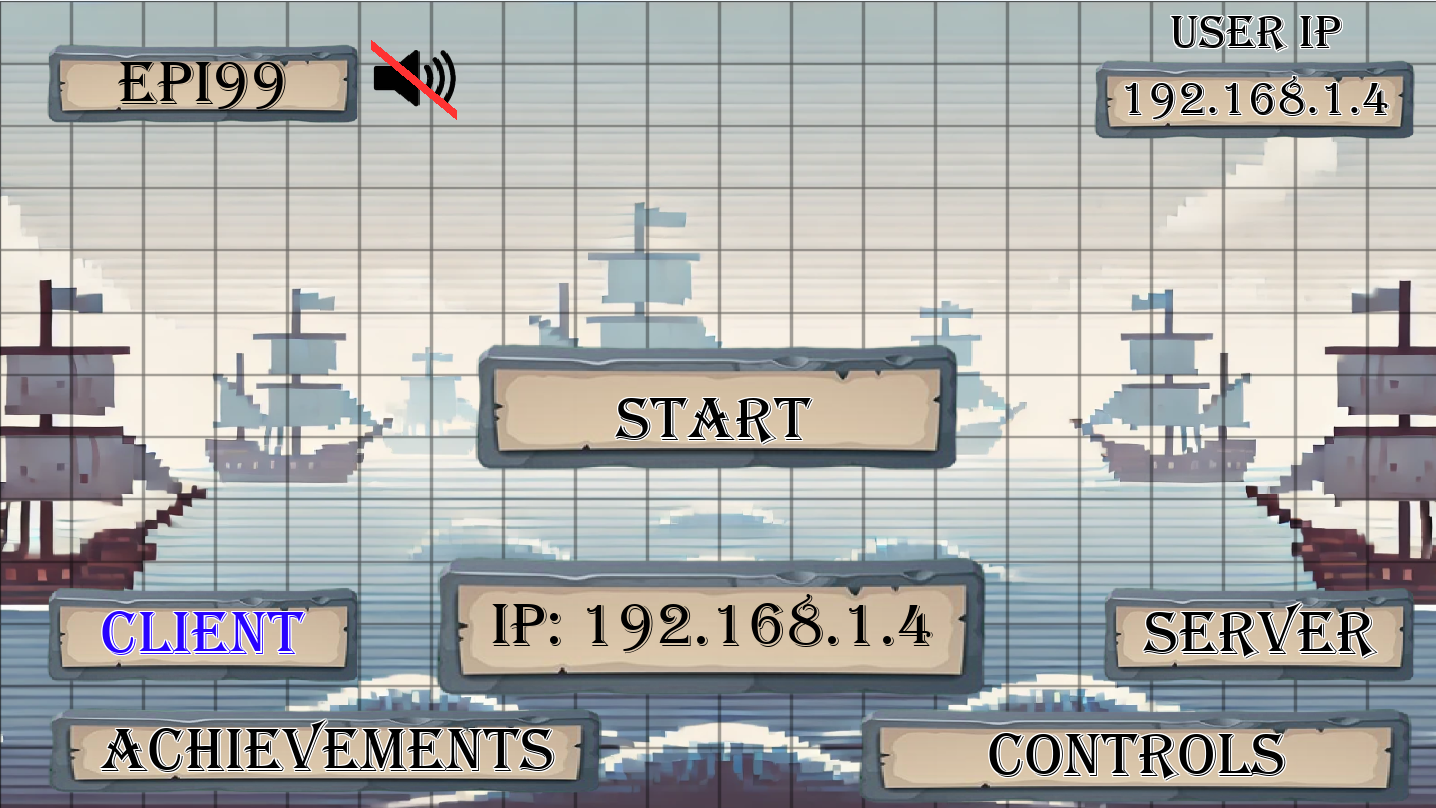 USER IP
EPI99
192.168.1.4
START
IP: 192.168.1.4
CLIENT
SERVER
ACHIEVEMENTS
CONTROLS